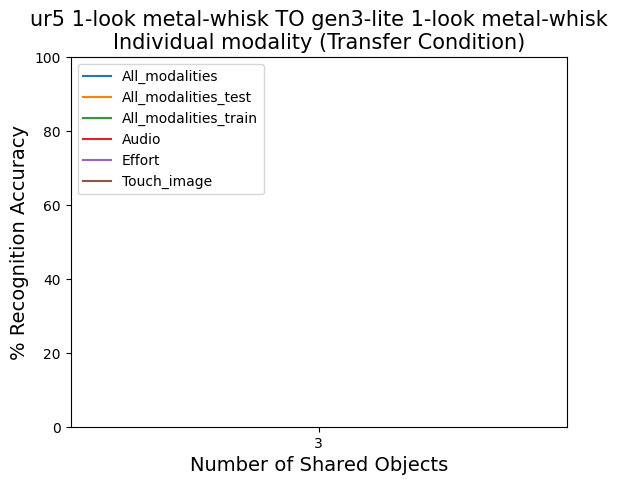 ur5 1-look metal-whisk TO gen3-lite 1-look metal-whisk
Individual modality (Transfer Condition)
100
80
60
40
20
0
% Recognition Accuracy
All_modalities
All_modalities_test
All_modalities_train
Audio
Effort
Touch_image
3
Number of Shared Objects